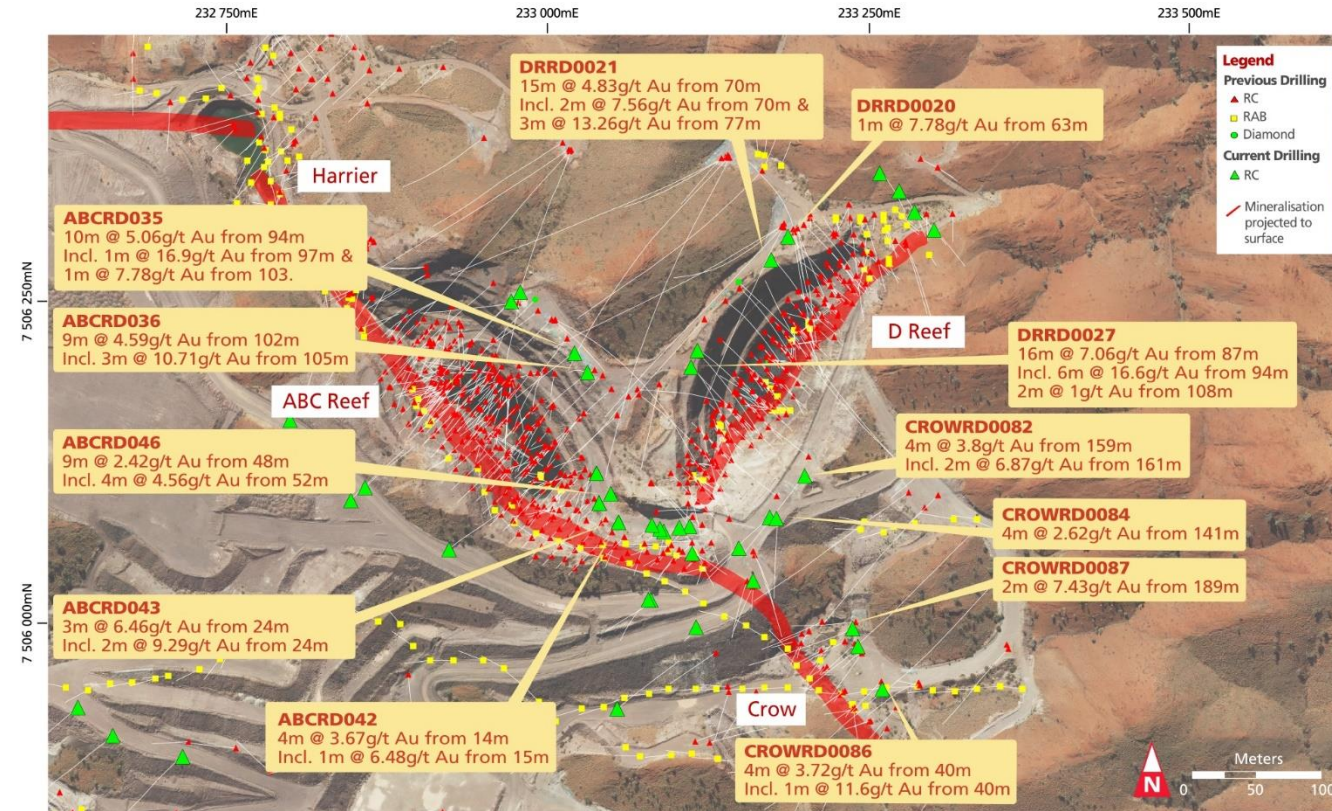 232 750mE
233 000mE
233 250mE
233 500mE
7 506 250mN
7 506 000mN
DRRD0021
15m @ 4.83g/t Au from 70m
Incl. 2m @ 7.56g/t Au from 70m &
3m @ 13.26g/t Au from 77m
DRRD0020
1m @ 7.78g/t Au from 63m
Legend
Previous Drilling
RC
RAB
Diamond
Current Drilling
RC
Mineralisation
projected to
surface
Harrier
ABCRD035
10m @ 5.06g/t Au from 94m
Incl. 1m @ 16.9g/t Au from 97m &
1m @ 7.78g/t Au from 103.
ABCRD036
9m @ 4.59g/t Au from 102m
Incl. 3m @ 10.71g/t Au from 105m
D Reef
DRRD0027
16m @ 7.06g/t Au from 87m
Incl. 6m @ 16.6g/t Au from 94m
2m @ 1g/t Au from 108m
ABC Reef
ABCRD046
9m @ 2.42g/t Au from 48m
Incl. 4m @ 4.56g/t Au from 52m
CROWRD0082
4m @ 3.8g/t Au from 159m
Incl. 2m @ 6.87g/t Au from 161m
CROWRD0084
4m @ 2.62g/t Au from 141m
CROWRD0087
2m @ 7.43g/t Au from 189m
ABCRD043
3m @ 6.46g/t Au from 24m
Incl. 2m @ 9.29g/t Au from 24m
ABCRD042
4m @ 3.67g/t Au from 14m
Incl. 1m @ 6.48g/t Au from 15m
Crow
CROWRD0086
4m @ 3.72g/t Au from 40m
Incl. 1m @ 11.6g/t Au from 40m
N
Meters
0 50 100